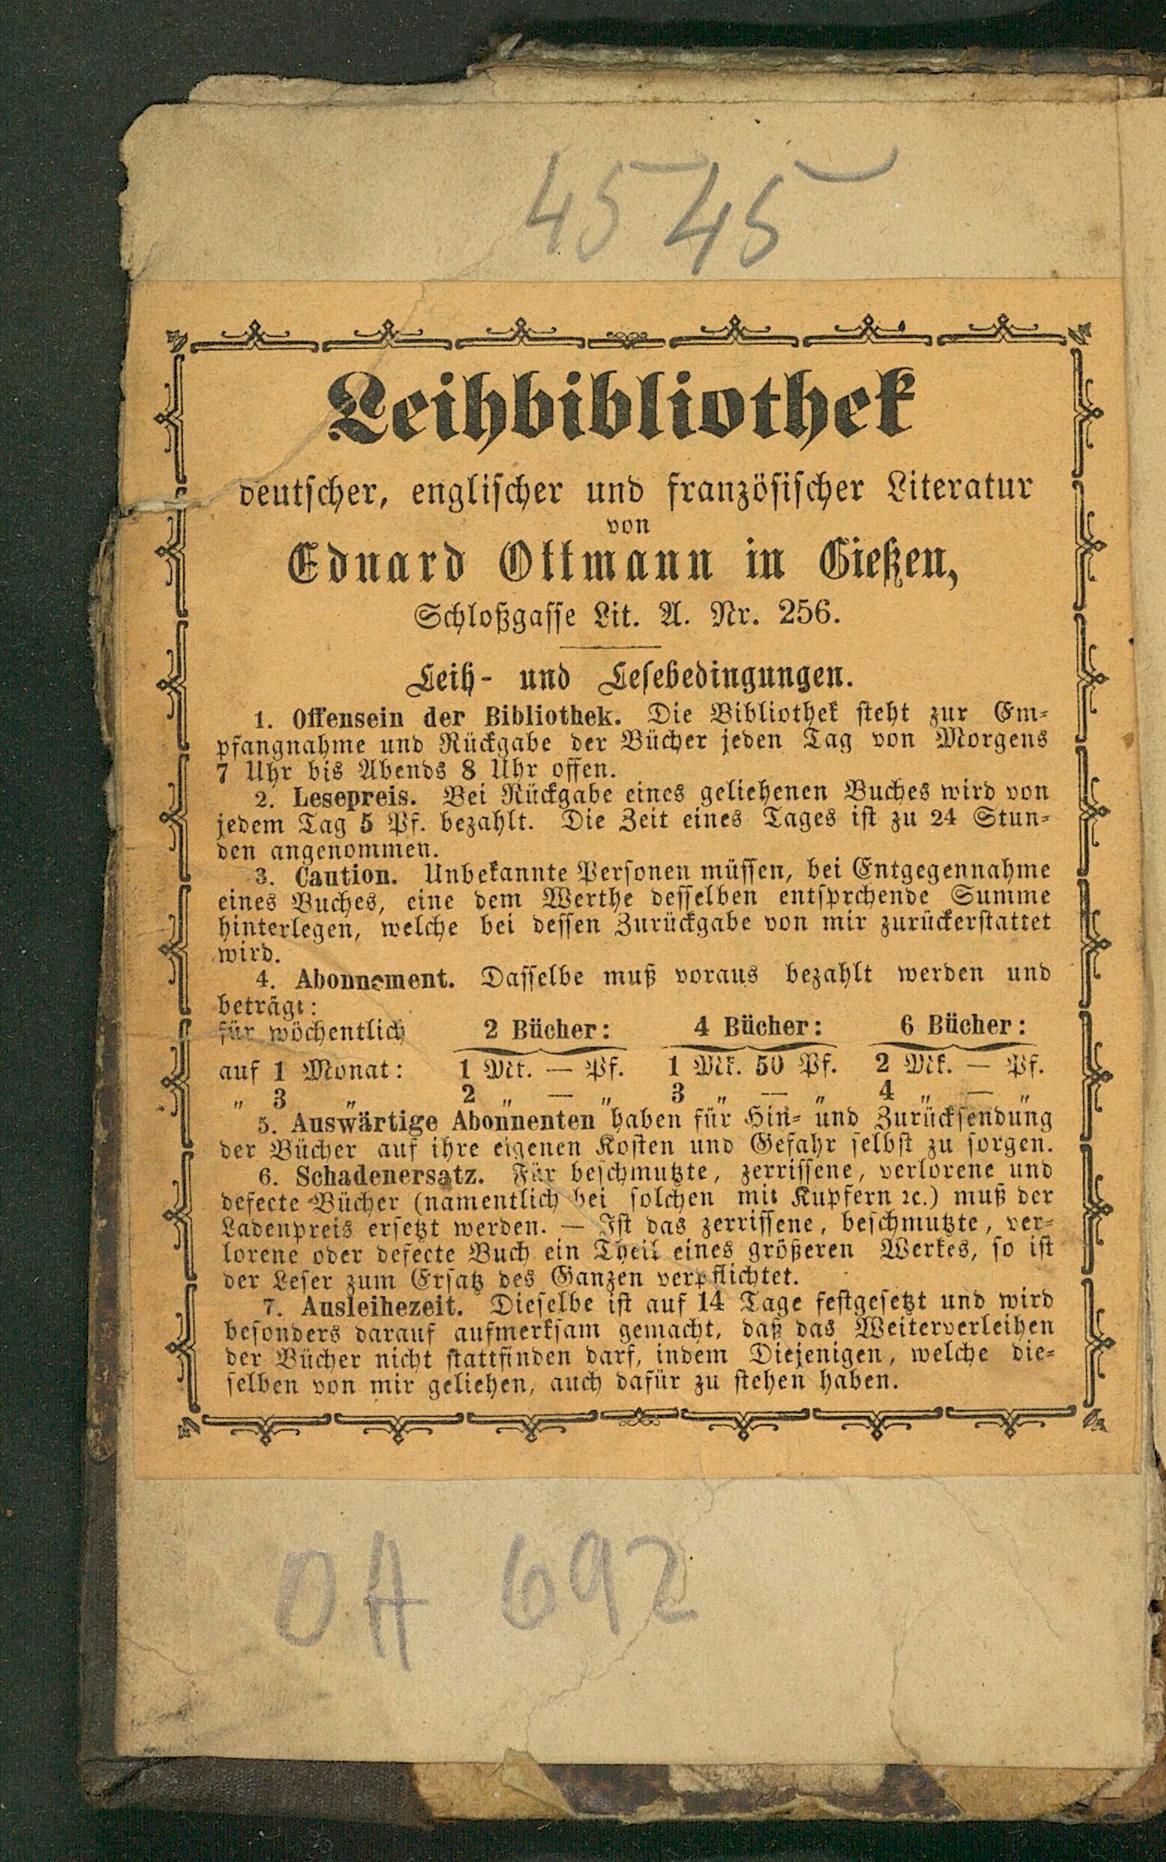 4545
Leihbibliothek
deutscher, englischer und französischer Literatur
von
Eduard Ottmann in Gießen,
Schloßgasse Lit. A. Nr. 256.
Leih- und Lesebedingungen.
1. Offensein der Bibliothek. Die Bibliothek steht zur Em-
pfangnahme und Rückgabe der Bücher jeden Tag von Morgens
7 Uhr bis Abends 8 Uhr offen.
2. Lesepreis. Bei Rückgabe eines geliehenen Buches wird von
jedem Tag 5 Pf. bezahlt. Die Zeit eines Tages ist zu 24 Stun-
den angenommen.
3. Caution. Unbekannte Personen müssen, bei Entgegennahme
eines Buches, eine dem Werthe desselben entsprchende Summe
hinterlegen, welche bei dessen Zurückgabe von mir zurückerstattet
wird.
4. Abonnement. Dasselbe muß voraus bezahlt werden und
beträgt:
für wöchentlich 2 Bücher: 4 Bücher: 6 Bücher:
auf 1 Monat: 1 Mk. — Pf. 1 Mk. 50 Pf. 2 Mk. — Pf.
„ 3 „ 2 „ — „ 3 „ — „ 4 „ — „
5. Auswärtige Abonnenten haben für Hin- und Zurücksendung
der Bücher auf ihre eigenen Kosten und Gefahr selbst zu sorgen.
6. Schadenersatz. Für beschmutzte, zerrissene, verlorene und
defecte Bücher (namentlich bei solchen mit Kupfern ꝛc.) muß der
Ladenpreis ersetzt werden. — Ist das zerrissene, beschmutzte, ver-
lorene oder defecte Buch ein Theil eines größeren Werkes, so ist
der Leser zum Ersatz des Ganzen verpflichtet.
7. Ausleihezeit. Dieselbe ist auf 14 Tage festgesetzt und wird
besonders darauf aufmerksam gemacht, daß das Weiterverleihen
der Bücher nicht stattfinden darf, indem Diejenigen, welche die-
selben von mir geliehen, auch dafür zu stehen haben.
OA 692